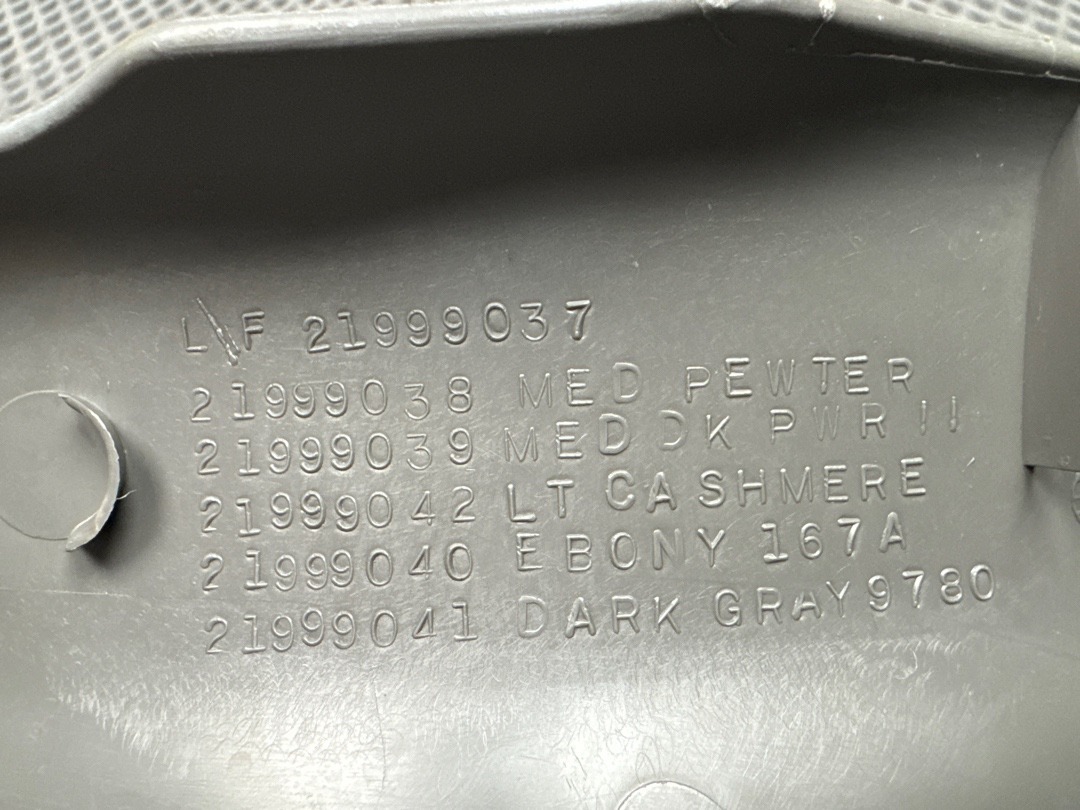 L\F 21999037
21999038 MED PEWTER
21999039 MED DK PWR II
21999042 LT CASHMERE
21999040 EBONY 167A
21999041 DARK GRAY 9780